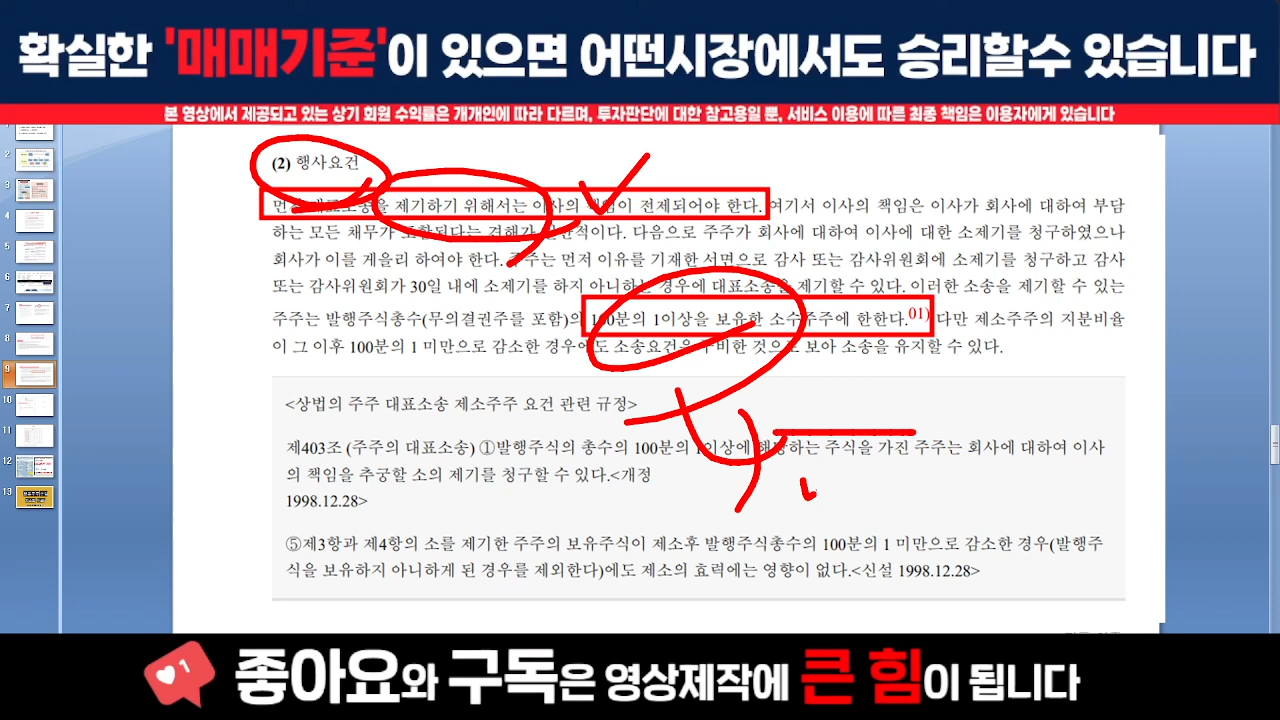 확실한 '매매기준'이 있으면 어떤시장에서도 승리할수 있습니다
본 영상에서 제공되고 있는 상기 회원 수익률은 개개인에 따라 다르며, 투자판단에 대한 참고용일 뿐, 서비스 이용에 따른 최종 책임은 이용자에게 있습니다
(2) 행사요건
먼저 대표소송을 제기하기 위해서는 이사의 책임이 전제되어야 한다. 여기서 이사의 책임은 이사가 회사에 대하여 부담
하는 모든 채무가 포함된다는 견해가 일반적이다. 다음으로 주주가 회사에 대하여 이사에 대한 소제기를 청구하였으나
회사가 이를 게을리 하여야 한다. 주주는 먼저 이유를 기재한 서면으로 감사 또는 감사위원회에 소제기를 청구하고 감사
또는 감사위원회가 30일 내에 소제기를 하지 아니하는 경우에 대표소송을 제기할 수 있다. 이러한 소송을 제기할 수 있는
주주는 발행주식총수(무의결권주를 포함)의 100분의 1이상을 보유한 소수주주에 한한다.01) 다만 제소주주의 지분비율
이 그 이후 100분의 1 미만으로 감소한 경우에도 소송요건을 구비한 것으로 보아 소송을 유지할 수 있다.
<상법의 주주 대표소송 제소주주 요건 관련 규정>
제403조 (주주의 대표소송) ①발행주식의 총수의 100분의 1이상에 해당하는 주식을 가진 주주는 회사에 대하여 이사
의 책임을 추궁할 소의 제기를 청구할 수 있다.<개정
1998.12.28>
⑤제3항과 제4항의 소를 제기한 주주의 보유주식이 제소후 발행주식총수의 100분의 1 미만으로 감소한 경우(발행주
식을 보유하지 아니하게 된 경우를 제외한다)에도 제소의 효력에는 영향이 없다.<신설 1998.12.28>
2
3
4
5
6
7
8
9
10
11
12
13
1
좋아요와 구독은 영상제작에 큰 힘이 됩니다